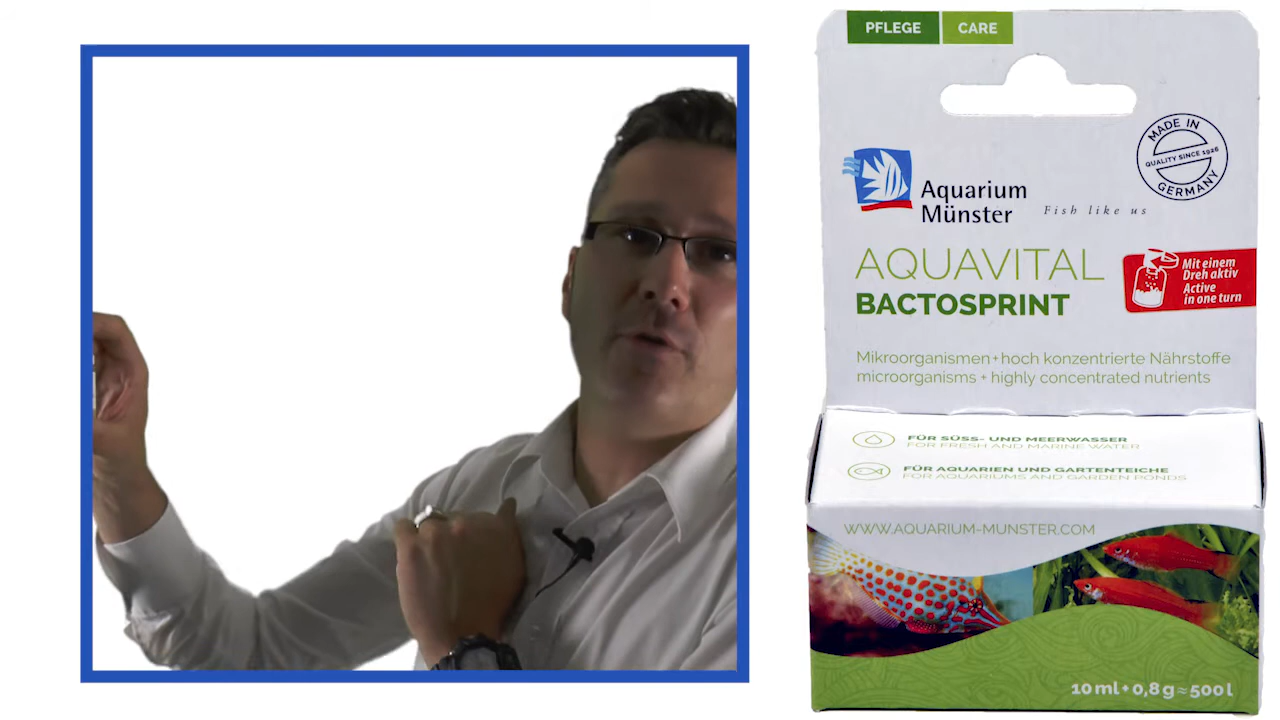 PFLEGE CARE
MADE IN
QUALITY SINCE 1926
GERMANY
Aquarium
Münster Fish like us
AQUAVITAL
BACTOSPRINT
Mit einem
Dreh aktiv
Active
in one turn
Mikroorganismen + hoch konzentrierte Nährstoffe
microorganisms + highly concentrated nutrients
FÜR SÜSS- UND MEERWASSER
FOR FRESH AND MARINE WATER
FÜR AQUARIEN UND GARTENTEICHE
FOR AQUARIUMS AND GARDEN PONDS
WWW.AQUARIUM-MUNSTER.COM
10 ml + 0,8 g ≈ 500 l